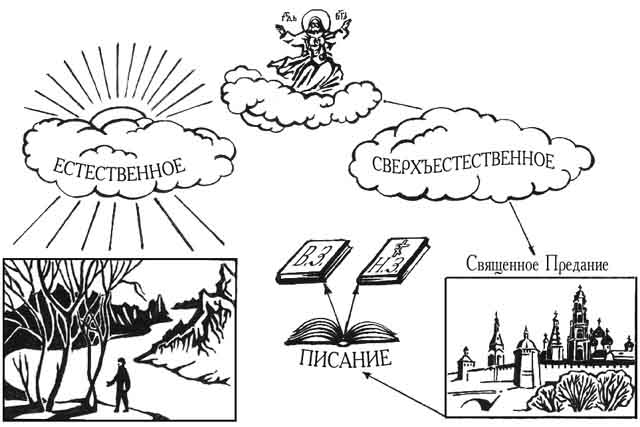 ЕСТЕСТВЕННОЕ
СВЕРХЪЕСТЕСТВЕННОЕ
В.З.
Н.З.
Священное Предание
ПИСАНИЕ